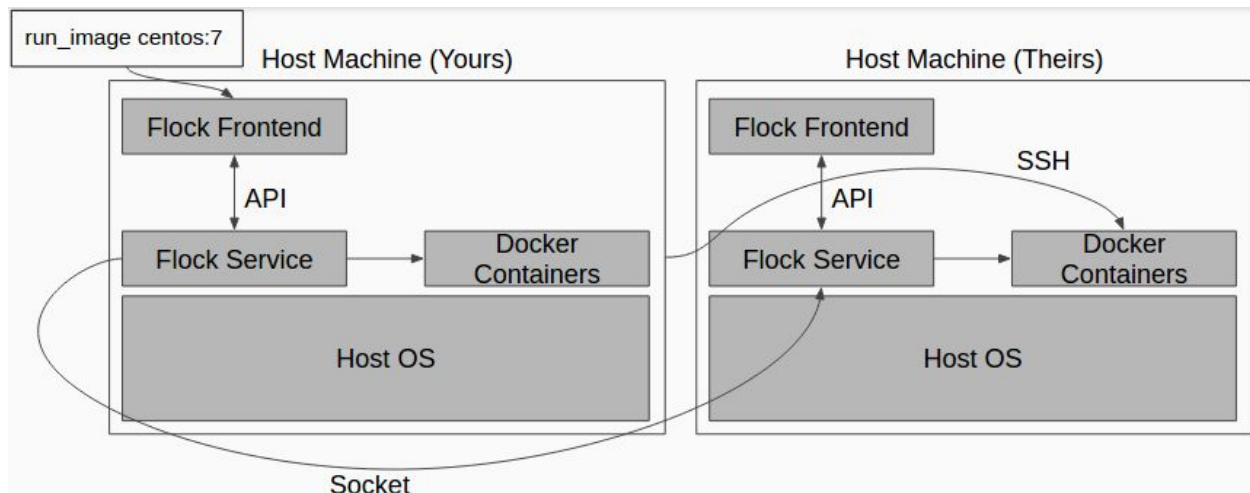 run_image centos:7
Host Machine (Yours)
Host Machine (Theirs)
Flock Frontend
Flock Frontend
SSH
API
API
Flock Service
Docker
Containers
Flock Service
Docker
Containers
Host OS
Host OS
Socket